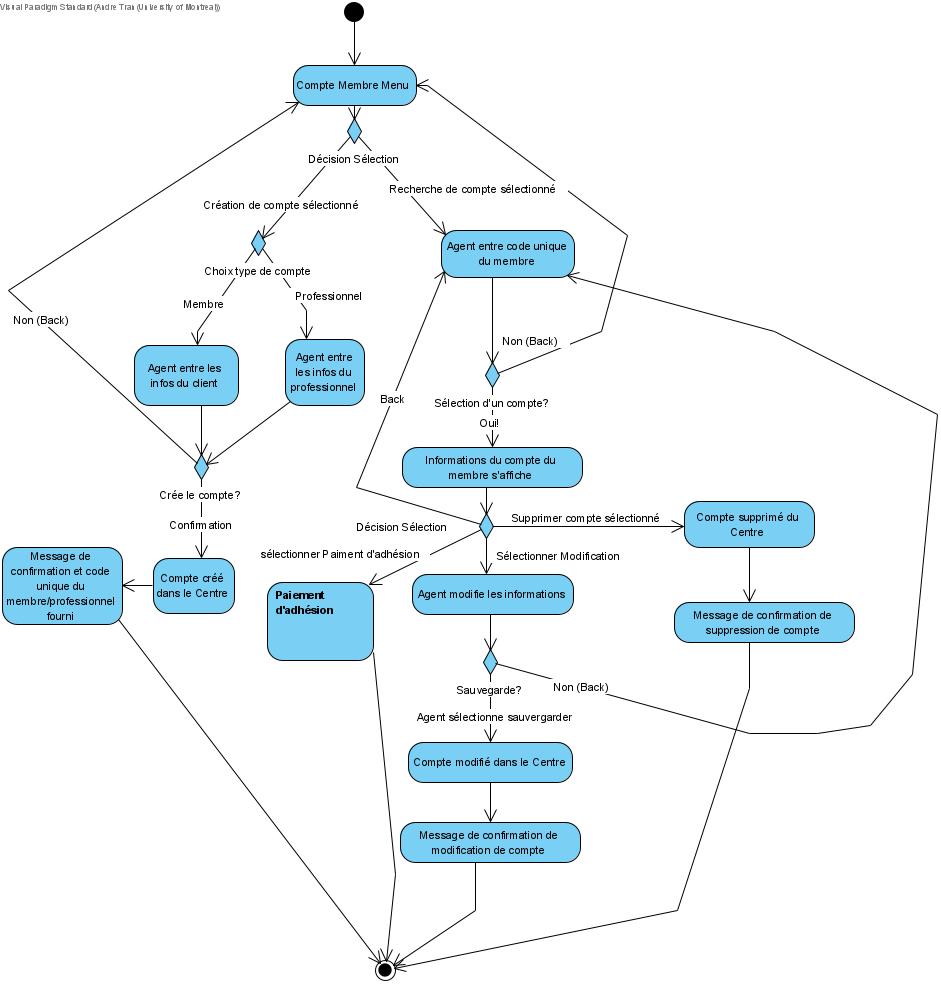 Visual Paradigm Standard (Andre Tran (University of Montreal))
Compte Membre Menu
Décision Sélection
Recherche de compte sélectionné
Création de compte sélectionné
Agent entre code unique
du membre
Choix type de compte
Professionnel
Membre
Non (Back)
Non (Back)
Agent entre les
infos du client
Agent entre
les infos du
professionnel
Back
Sélection d'un compte?
Oui!
Informations du compte du
membre s'affiche
Crée le compte?
Confirmation
Décision Sélection
Supprimer compte sélectionné
Compte supprimé du
Centre
sélectionner Paiment d'adhésion
Sélectionner Modification
Message de
confirmation et code
unique du
membre/professionnel
fourni
Compte créé
dans le Centre
Paiement
d'adhésion
Agent modifie les informations
Message de confirmation de
suppression de compte
Sauvegarde?
Non (Back)
Agent sélectionne sauvergarder
Compte modifié dans le Centre
Message de confirmation de
modification de compte